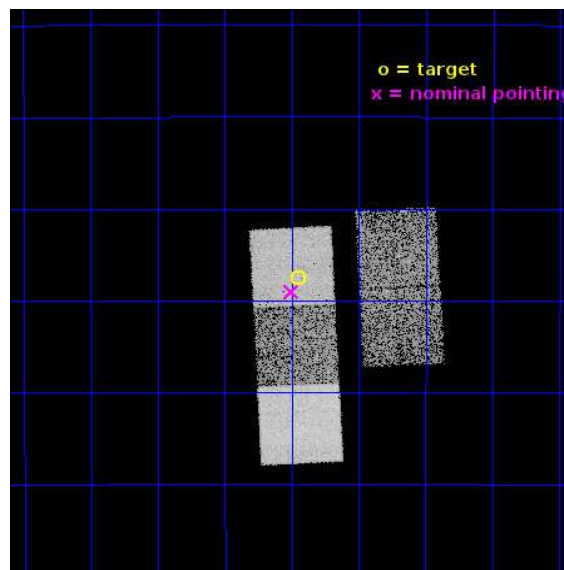 o = target
x = nominal pointing